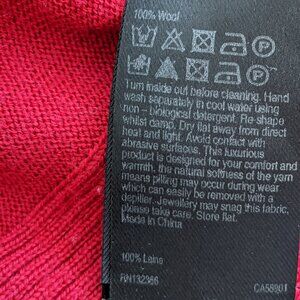 100% Wool
Turn inside out before cleaning. Hand
wash separately in cool water using
non - biological detergent. Re-shape
whilst damp. Dry flat away from direct
heat and light. Avoid contact with
abrasive surfaces. This luxurious
product is designed for your comfort and
warmth, the natural softness of the yarn
means pilling may occur during wear
which can easily be removed with a
depiller. Jewellery may snag this fabric,
please take care. Store flat.
Made in China
100% Laine
RN132366